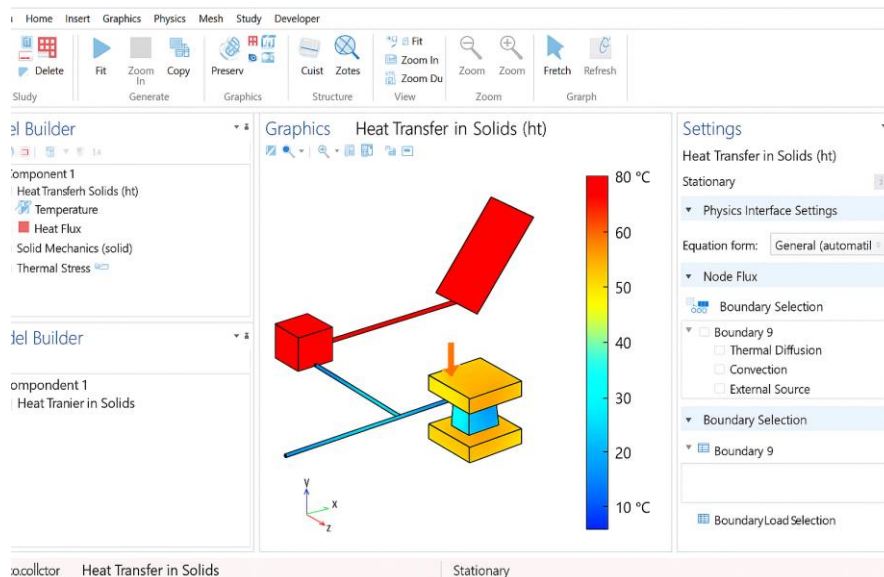 Home Insert Graphics Physics Mesh Study Developer
Delete
Fit
Zoom In
Copy
Preserv
Cuist
Zotes
Fit
Zoom In
Zoom Du
Zoom
Zoom
Fretch
Refresh
Study
Generate
Graphics
Structure
View
Zoom
Grarph
el Builder
Component 1
Heat Transferh Solids (ht)
Temperature
Heat Flux
Solid Mechanics (solid)
Thermal Stress
del Builder
ompondent 1
Heat Tranier in Solids
Graphics Heat Transfer in Solids (ht)
80 °C
60
40
30
20
10 °C
y
x
z
Settings
Heat Transfer in Solids (ht)
Stationary
Physics Interface Settings
Equation form: General (automatil
Node Flux
Boundary Selection
Boundary 9
Thermal Diffusion
Convection
External Source
Boundary Selection
Boundary 9
BoundaryLoad Selection
co.collctor Heat Transfer in Solids Stationary